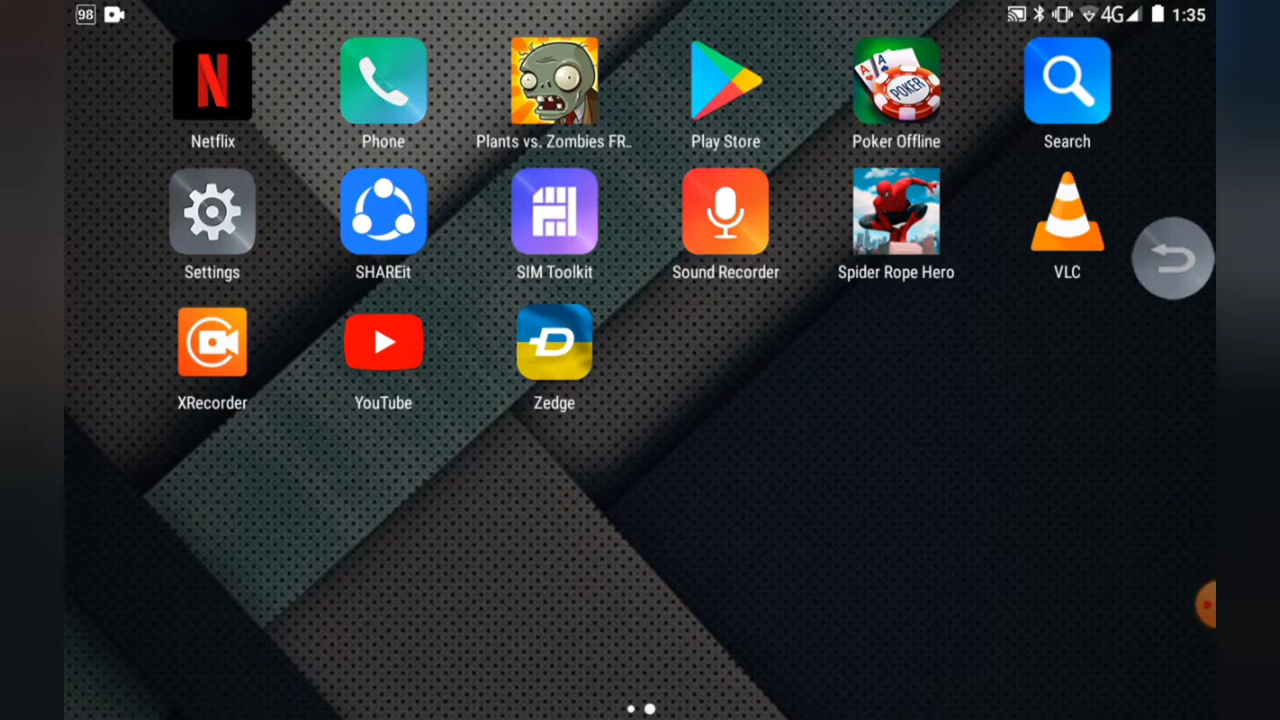 98 4G 1:35
N
POKER
Netflix Phone Plants vs. Zombies FR.. Play Store Poker Offline Search
Settings SHAREit SIM Toolkit Sound Recorder Spider Rope Hero VLC
XRecorder YouTube Zedge